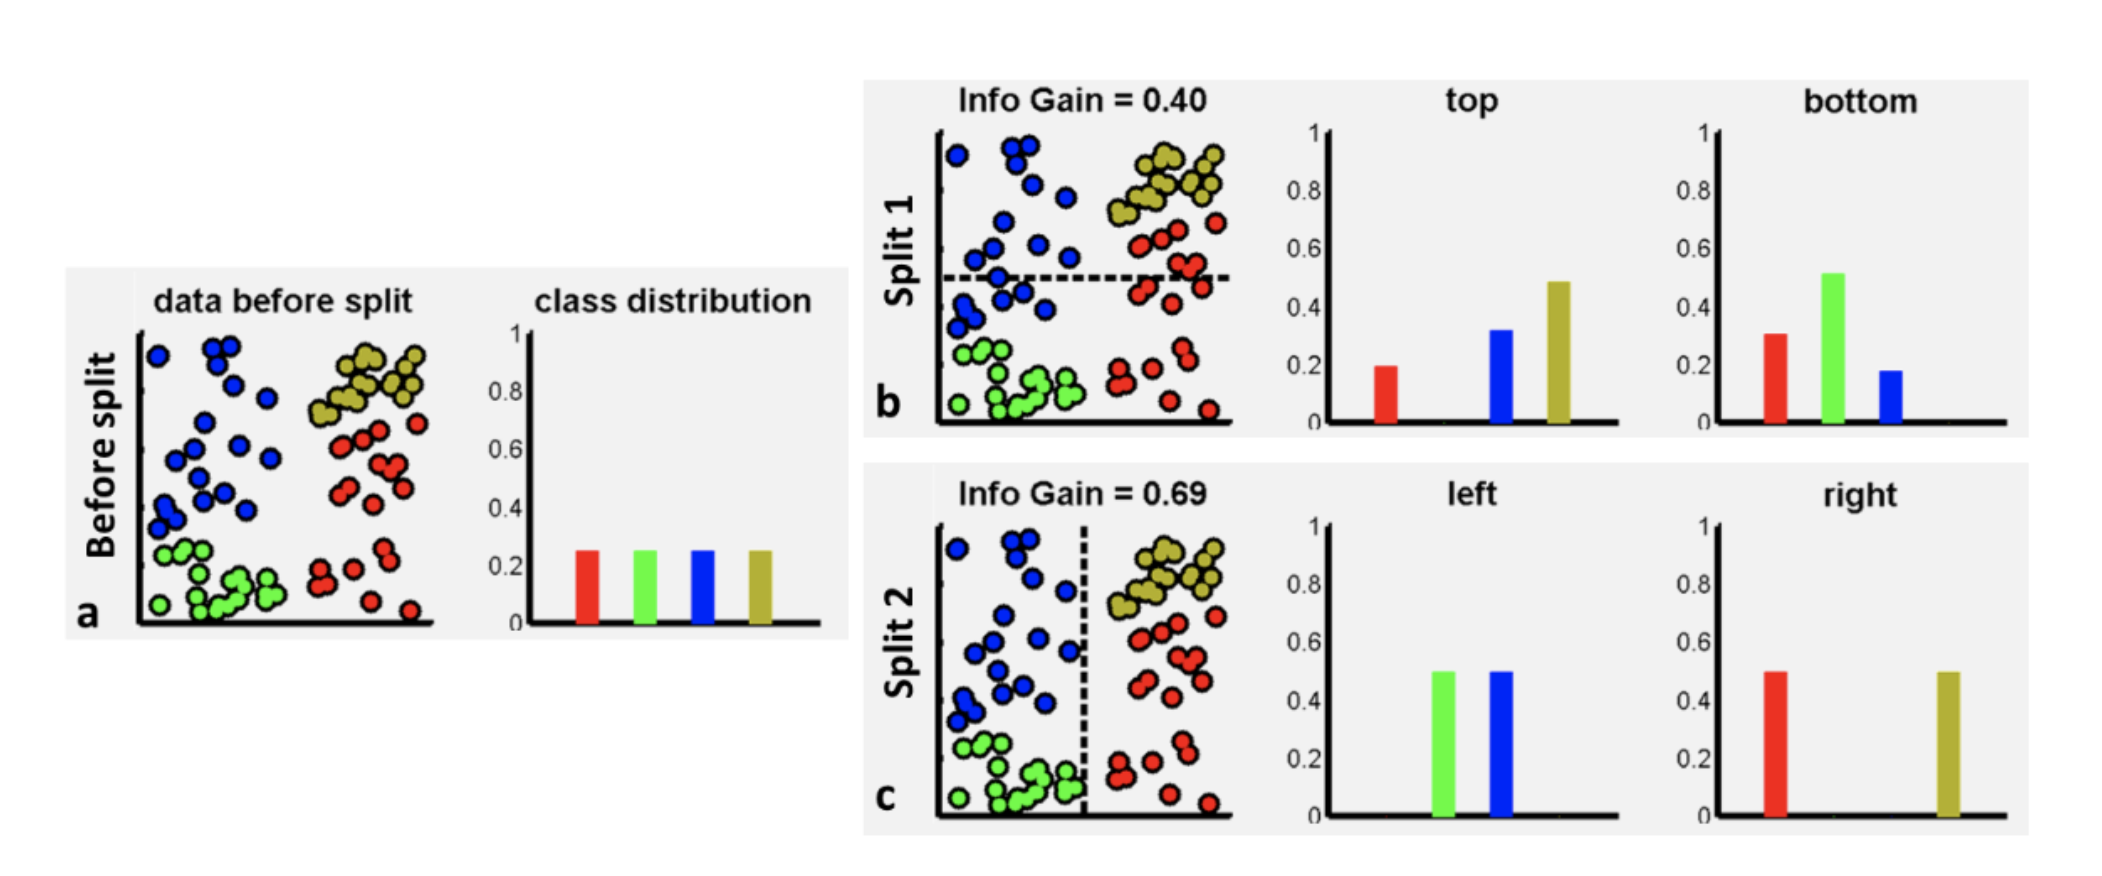 Before split
a
data before split
class distribution
1
0.8
0.6
0.4
0.2
0
Split 1
b
Info Gain = 0.40
top
1
0.8
0.6
0.4
0.2
0
bottom
1
0.8
0.6
0.4
0.2
0
Split 2
c
Info Gain = 0.69
left
1
0.8
0.6
0.4
0.2
0
right
1
0.8
0.6
0.4
0.2
0